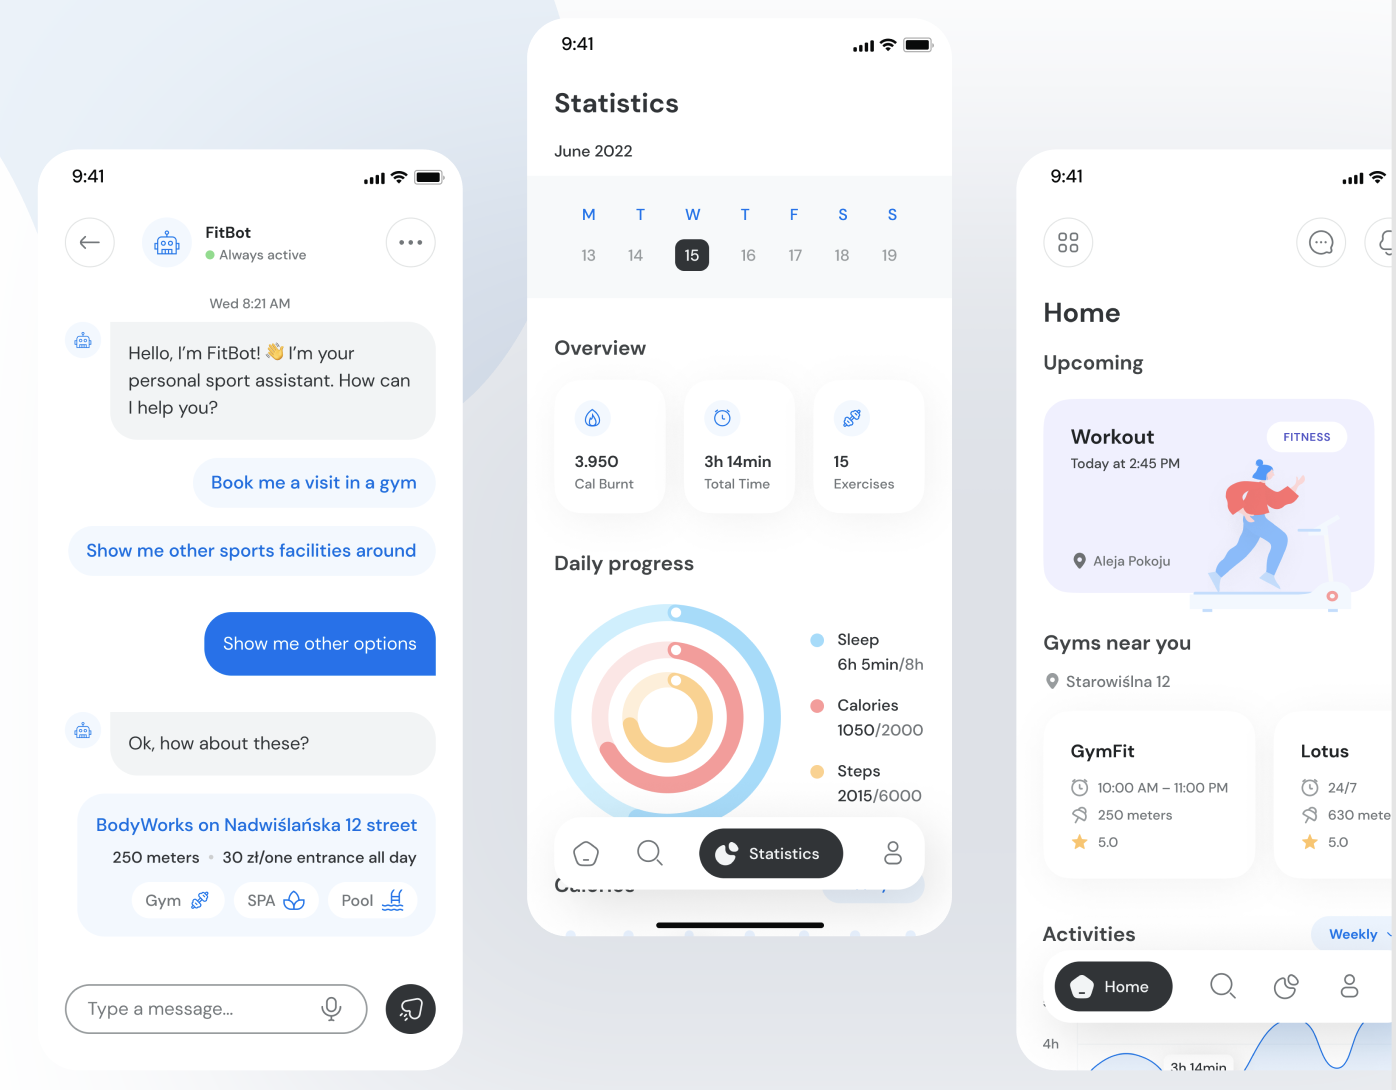 9:41
FitBot
Always active
Wed 8:21 AM
Hello, I'm FitBot! 👋 I'm your
personal sport assistant. How can
I help you?
Book me a visit in a gym
Show me other sports facilities around
Show me other options
Ok, how about these?
BodyWorks on Nadwiślańska 12 street
250 meters • 30 zł/one entrance all day
Gym SPA Pool
Type a message...
9:41
Statistics
June 2022
M T W T F S S
13 14 15 16 17 18 19
Overview
3.950
Cal Burnt
3h 14min
Total Time
15
Exercises
Daily progress
Sleep
6h 5min/8h
Calories
1050/2000
Steps
2015/6000
Statistics
Calories
9:41
Home
Upcoming
Workout
FITNESS
Today at 2:45 PM
Aleja Pokoju
Gyms near you
Starowiślna 12
GymFit
10:00 AM – 11:00 PM
250 meters
5.0
Lotus
24/7
630 mete
5.0
Activities
Weekly
Home
4h
3h 14min